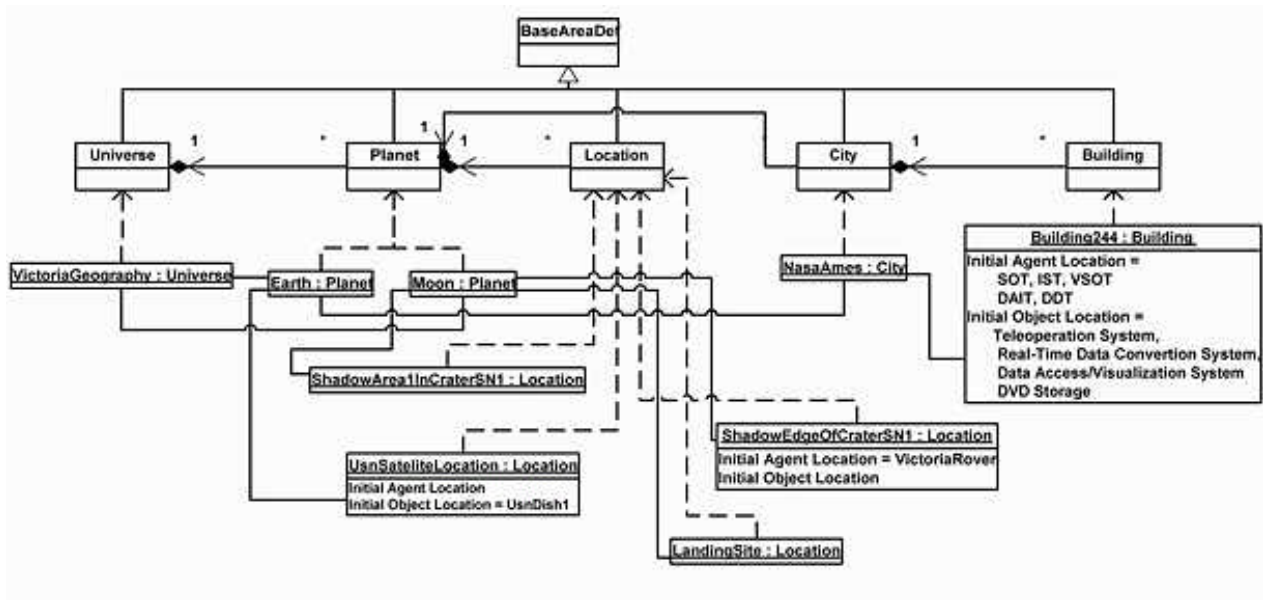 BaseAreaDef
1 * 1 1 * 1 *
Universe Planet Location City Building
Building244 : Building
Initial Agent Location =
SOT, IST, VSOT
DAIT, DDT
Initial Object Location =
Teleoperation System,
Real-Time Data Convertion System,
Data Access/Visualization System
DVD Storage
VictoriaGeography : Universe
Earth : Planet
Moon : Planet
NasaAmes : City
ShadowArea1InCraterSN1 : Location
ShadowEdgeOfCraterSN1 : Location
Initial Agent Location = VictoriaRover
Initial Object Location
UsnSateliteLocation : Location
Initial Agent Location
Initial Object Location = UsnDish1
LandingSite : Location